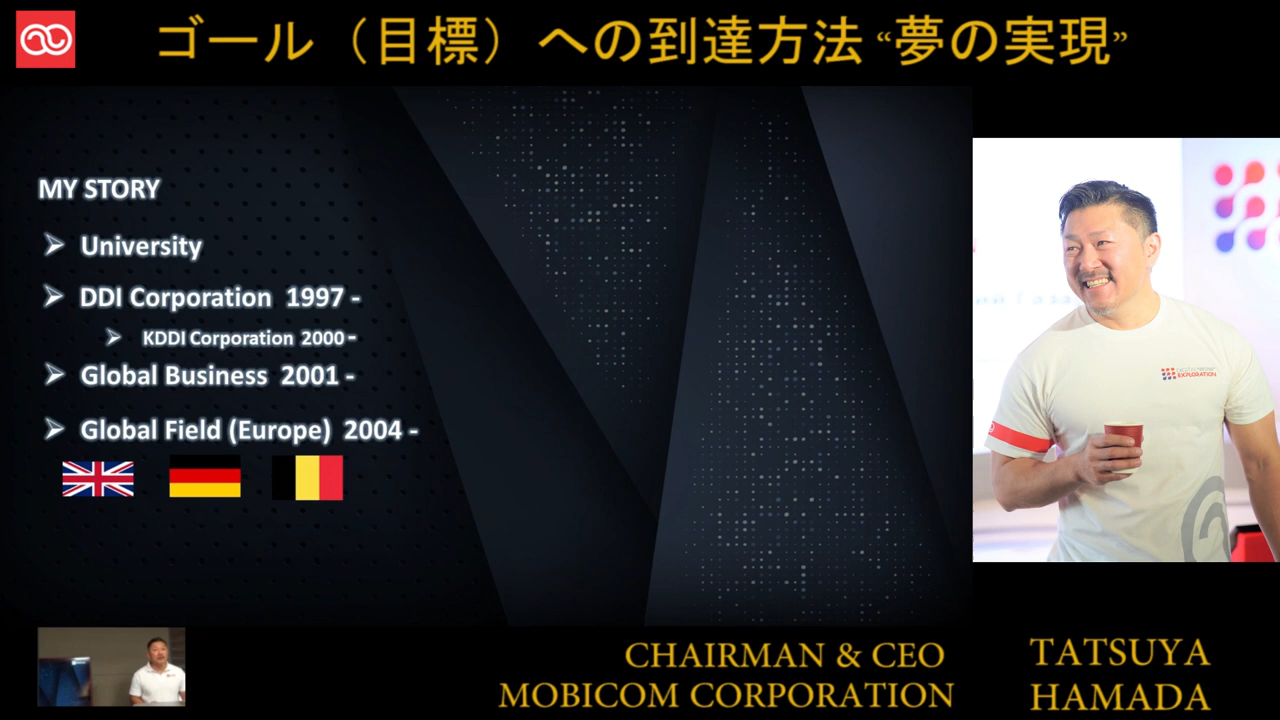 ゴール（目標）への到達方法 “夢の実現”
MY STORY
University
DDI Corporation 1997 -
KDDI Corporation 2000 -
Global Business 2001 -
Global Field (Europe) 2004 -
EXPLORATION
CHAIRMAN & CEO
MOBICOM CORPORATION
TATSUYA
HAMADA